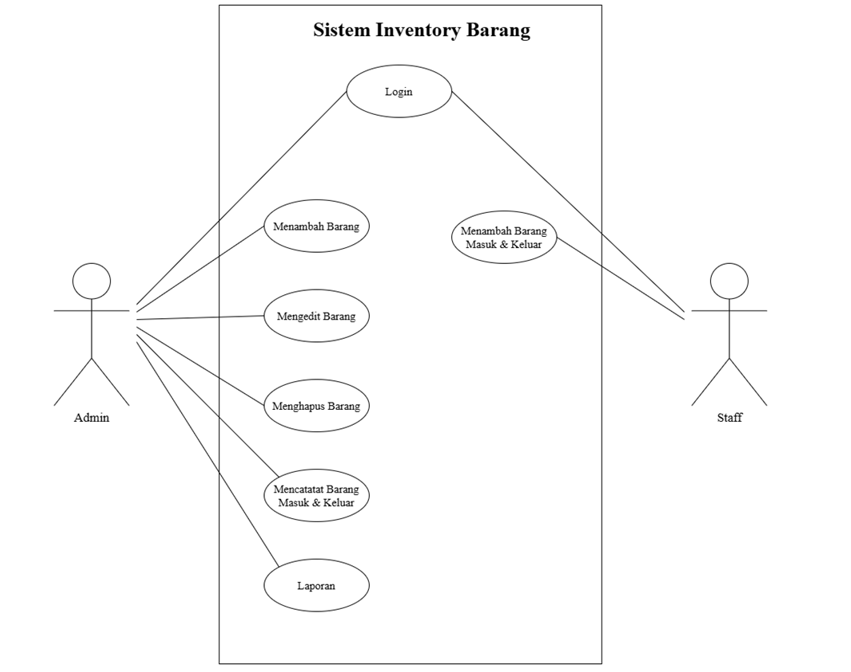 Sistem Inventory Barang
Login
Menambah Barang
Menambah Barang
Masuk & Keluar
Mengedit Barang
Menghapus Barang
Mencatatat Barang
Masuk & Keluar
Laporan
Admin
Staff